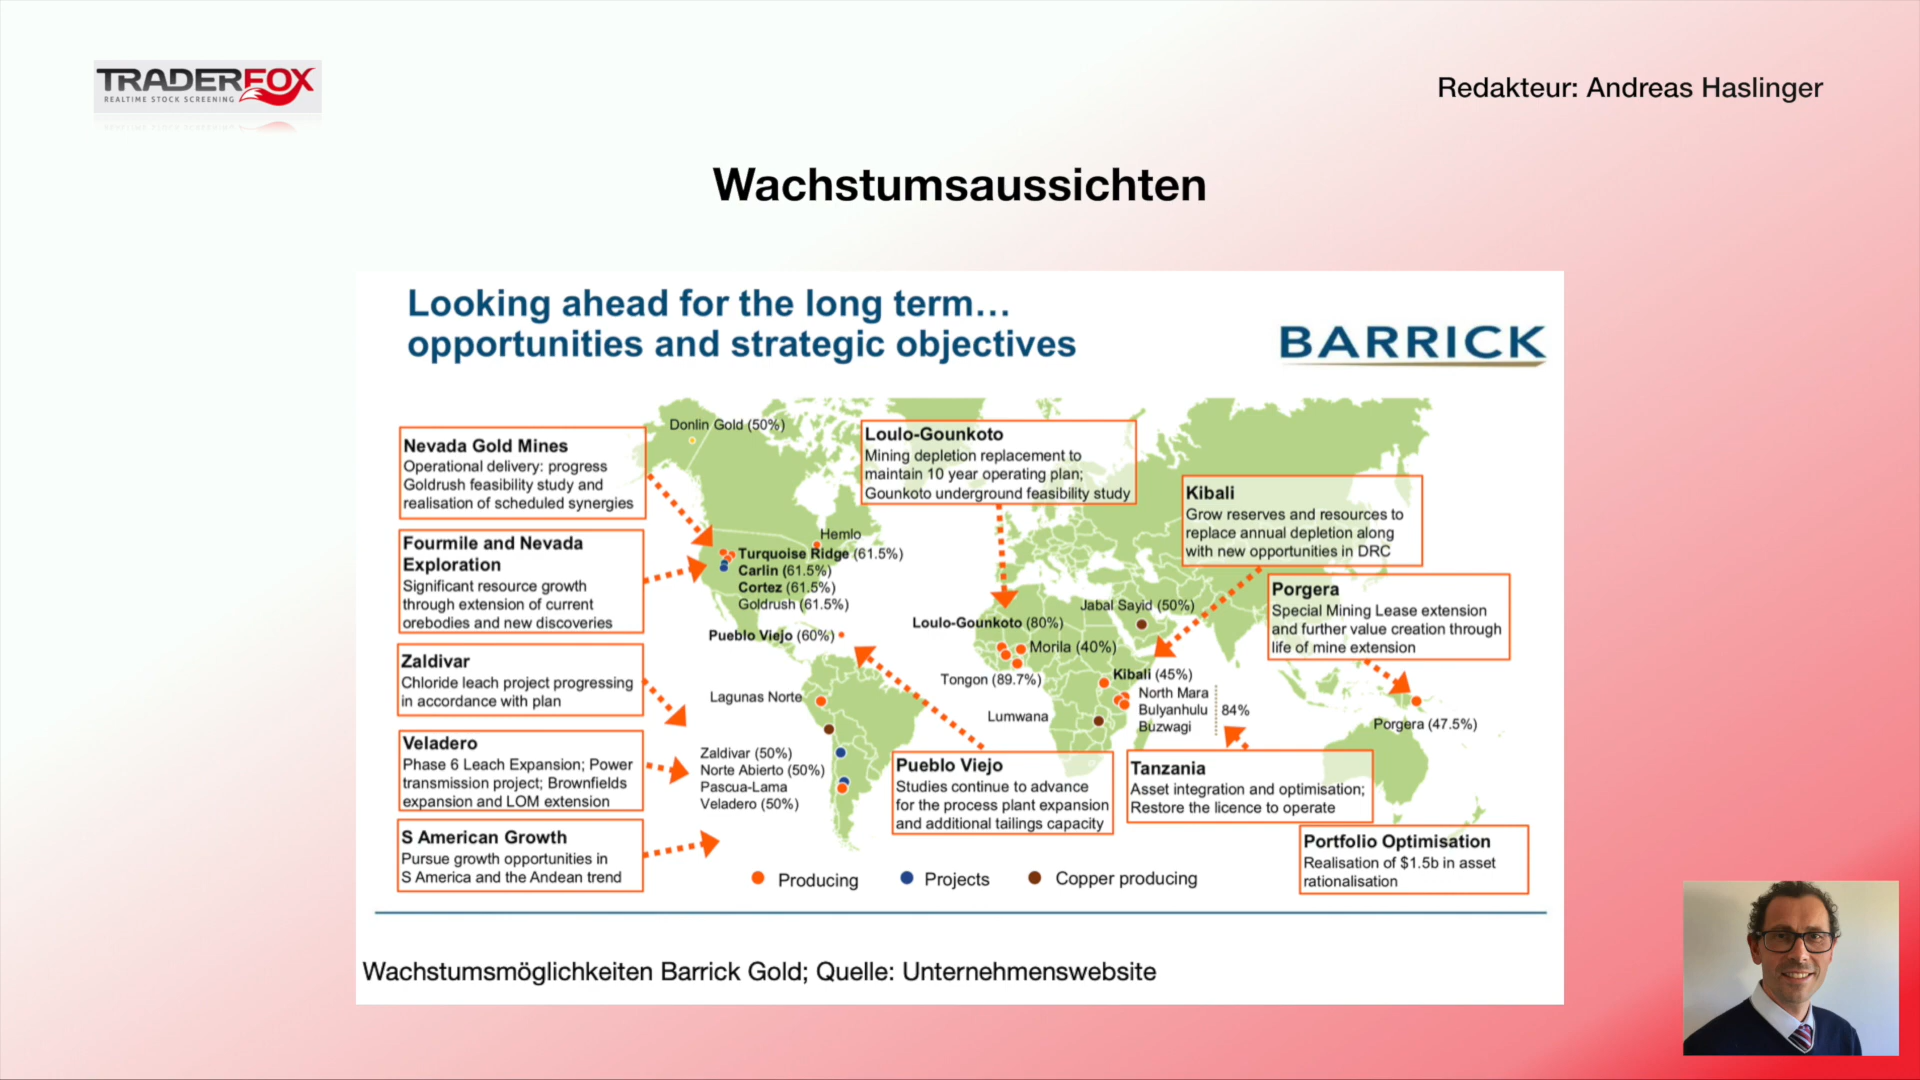 TRADERFOX
REALTIME STOCK SCREENING
Redakteur: Andreas Haslinger
Wachstumsaussichten
Looking ahead for the long term…
opportunities and strategic objectives
BARRICK
Nevada Gold Mines
Operational delivery: progress
Goldrush feasibility study and
realisation of scheduled synergies
Fourmile and Nevada
Exploration
Significant resource growth
through extension of current
orebodies and new discoveries
Zaldivar
Chloride leach project progressing
in accordance with plan
Veladero
Phase 6 Leach Expansion; Power
transmission project; Brownfields
expansion and LOM extension
S American Growth
Pursue growth opportunities in
S America and the Andean trend
Donlin Gold (50%)
Hemlo
Turquoise Ridge (61.5%)
Carlin (61.5%)
Cortez (61.5%)
Goldrush (61.5%)
Pueblo Viejo (60%)
Lagunas Norte
Zaldivar (50%)
Norte Abierto (50%)
Pascua-Lama
Veladero (50%)
Loulo-Gounkoto
Mining depletion replacement to
maintain 10 year operating plan;
Gounkoto underground feasibility study
Loulo-Gounkoto (80%)
Morila (40%)
Tongon (89.7%)
Jabal Sayid (50%)
Kibali (45%)
North Mara
Bulyanhulu
Buzwagi
84%
Lumwana
Kibali
Grow reserves and resources to
replace annual depletion along
with new opportunities in DRC
Porgera
Special Mining Lease extension
and further value creation through
life of mine extension
Porgera (47.5%)
Pueblo Viejo
Studies continue to advance
for the process plant expansion
and additional tailings capacity
Tanzania
Asset integration and optimisation;
Restore the licence to operate
Portfolio Optimisation
Realisation of $1.5b in asset
rationalisation
Producing
Projects
Copper producing
Wachstumsmöglichkeiten Barrick Gold; Quelle: Unternehmenswebsite